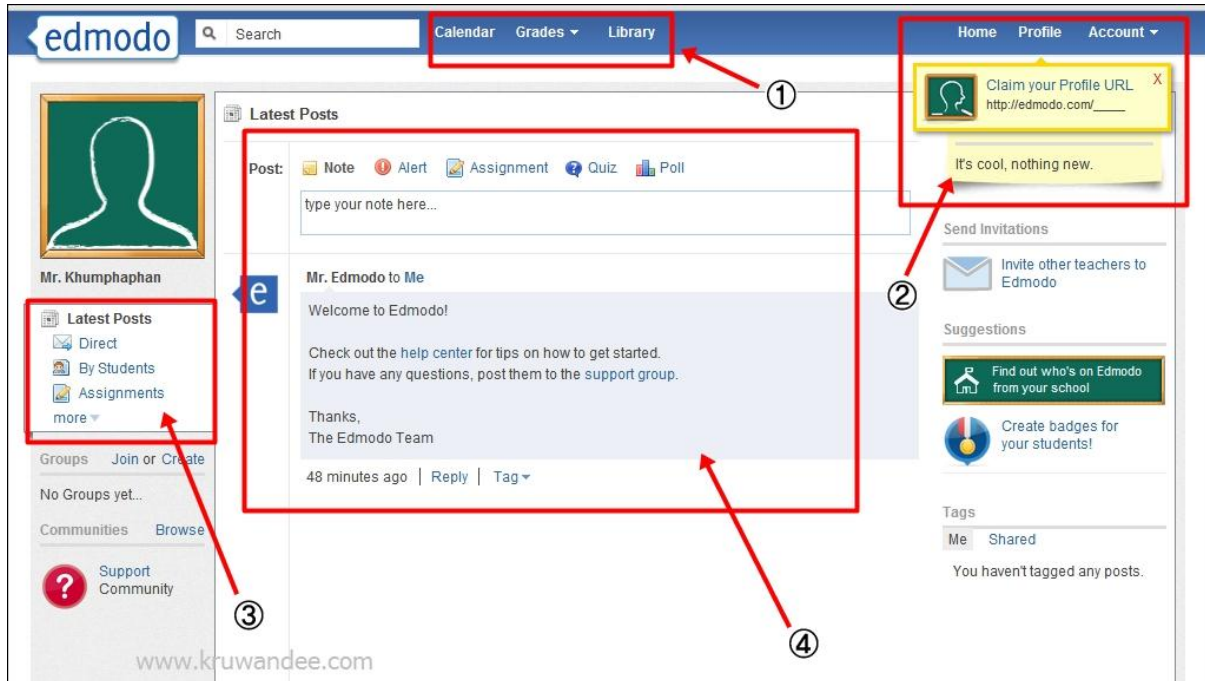 edmodo
Search
Calendar Grades Library
Home Profile Account
①
Claim your Profile URL X
http://edmodo.com/_____
It's cool, nothing new.
②
Mr. Khumphaphan
Latest Posts
Direct
By Students
Assignments
more
③
Groups Join or Create
No Groups yet...
Communities Browse
Support
Community
Latest Posts
Post: Note Alert Assignment Quiz Poll
type your note here...
e
Mr. Edmodo to Me
Welcome to Edmodo!
Check out the help center for tips on how to get started.
If you have any questions, post them to the support group.
Thanks,
The Edmodo Team
48 minutes ago | Reply | Tag
④
Send Invitations
Invite other teachers to
Edmodo
Suggestions
Find out who's on Edmodo
from your school
Create badges for
your students!
Tags
Me Shared
You haven't tagged any posts.
www.kruwandee.com